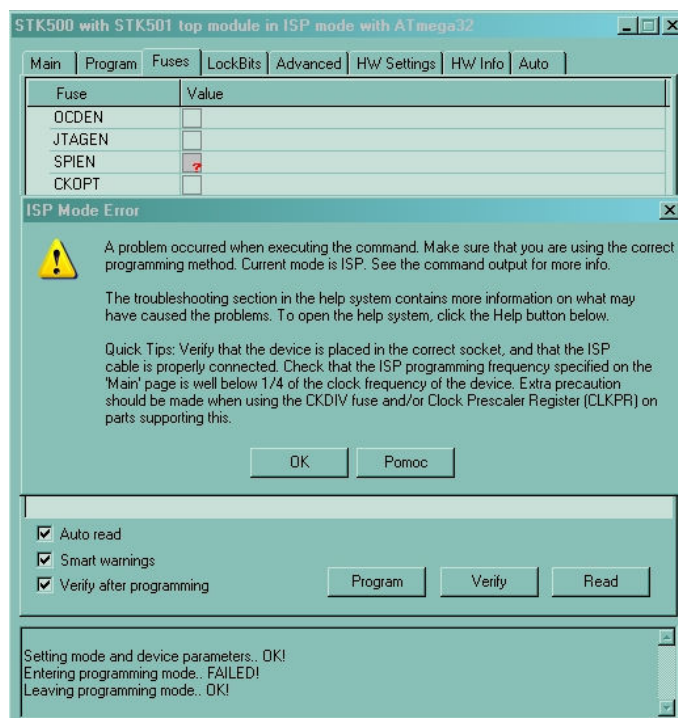 STK500 with STK501 top module in ISP mode with ATmega32
Main Program Fuses LockBits Advanced HW Settings HW Info Auto
Fuse Value
OCDEN
JTAGEN
SPIEN ?
CKOPT
ISP Mode Error
A problem occurred when executing the command. Make sure that you are using the correct
programming method. Current mode is ISP. See the command output for more info.
The troubleshooting section in the help system contains more information on what may
have caused the problems. To open the help system, click the Help button below.
Quick Tips: Verify that the device is placed in the correct socket, and that the ISP
cable is properly connected. Check that the ISP programming frequency specified on the
'Main' page is well below 1/4 of the clock frequency of the device. Extra precaution
should be made when using the CKDIV fuse and/or Clock Prescaler Register (CLKPR) on
parts supporting this.
OK Pomoc
Auto read
Smart warnings
Verify after programming
Program Verify Read
Setting mode and device parameters.. OK!
Entering programming mode.. FAILED!
Leaving programming mode.. OK!